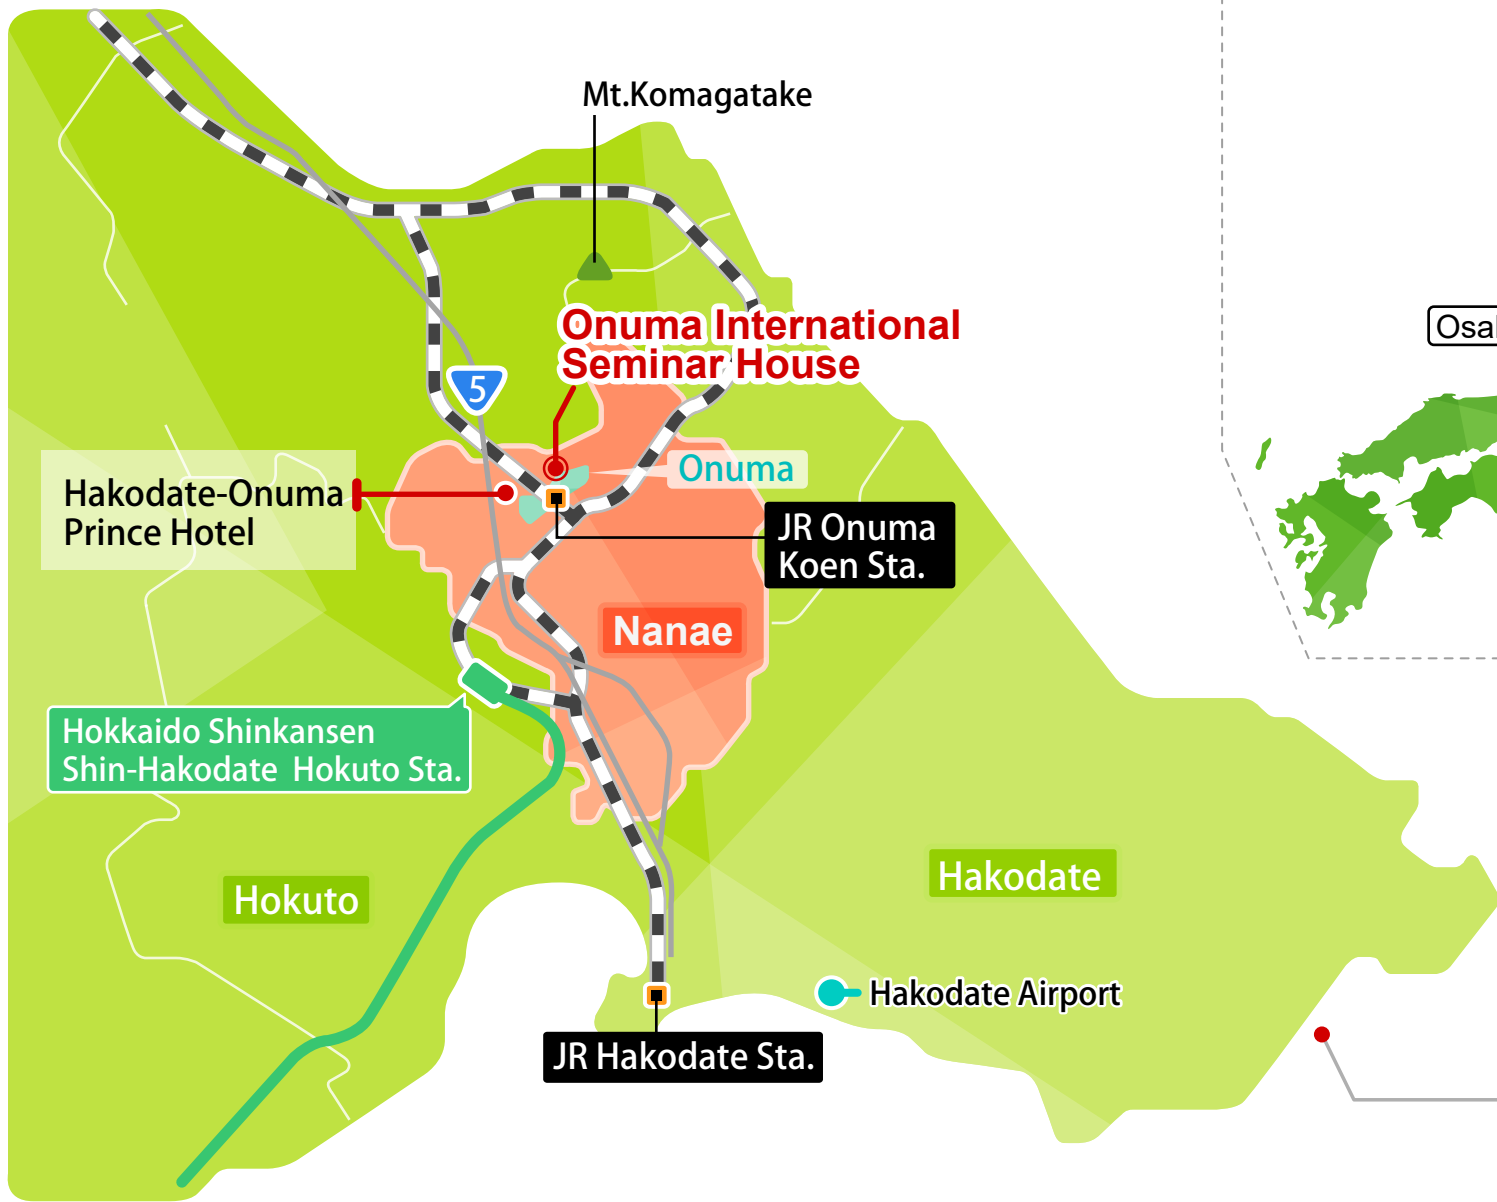 Mt.Komagatake
Onuma International
Seminar House
5
Onuma
Hakodate-Onuma
Prince Hotel
JR Onuma
Koen Sta.
Nanae
Hokkaido Shinkansen
Shin-Hakodate Hokuto Sta.
Hokuto
Hakodate
Hakodate Airport
JR Hakodate Sta.